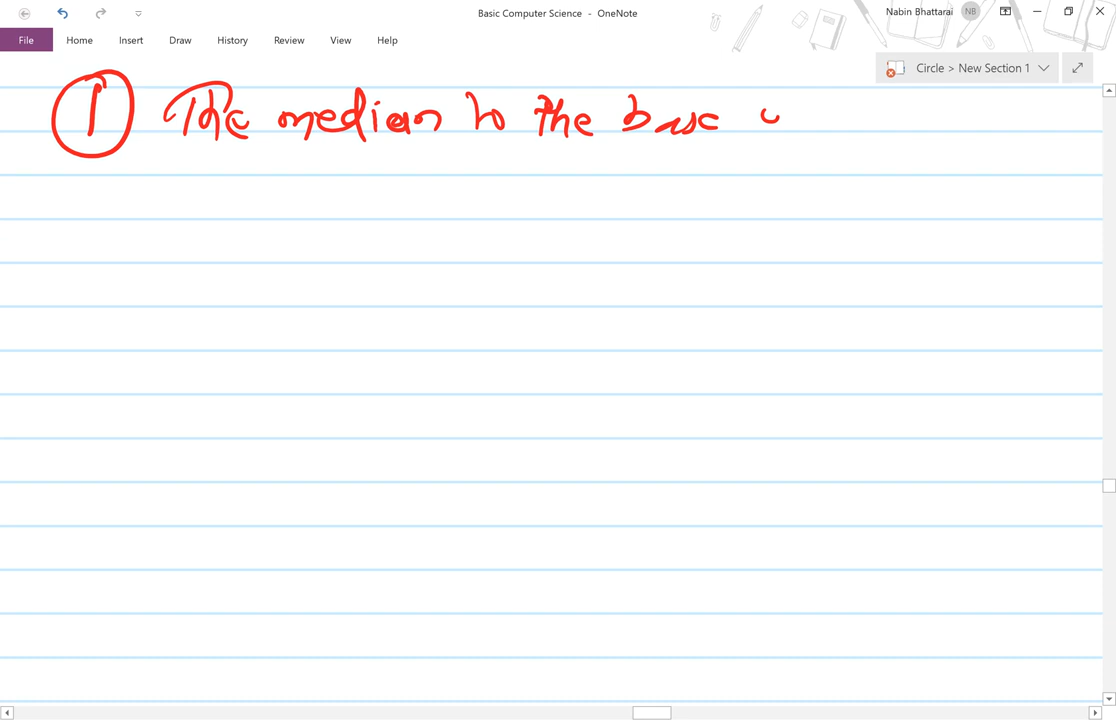 Basic Computer Science - OneNote
Nabin Bhattarai NB
File Home Insert Draw History Review View Help
Circle > New Section 1
1 The median to the base